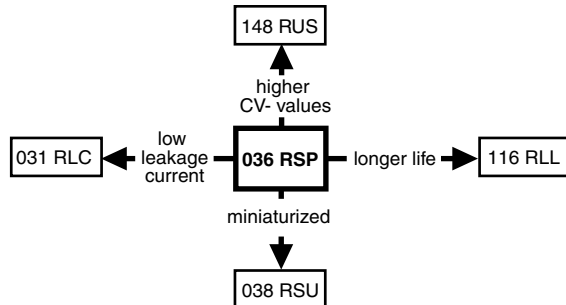 148 RUS
higher
CV- values
031 RLC
low
leakage
current
036 RSP
longer life
116 RLL
miniaturized
038 RSU